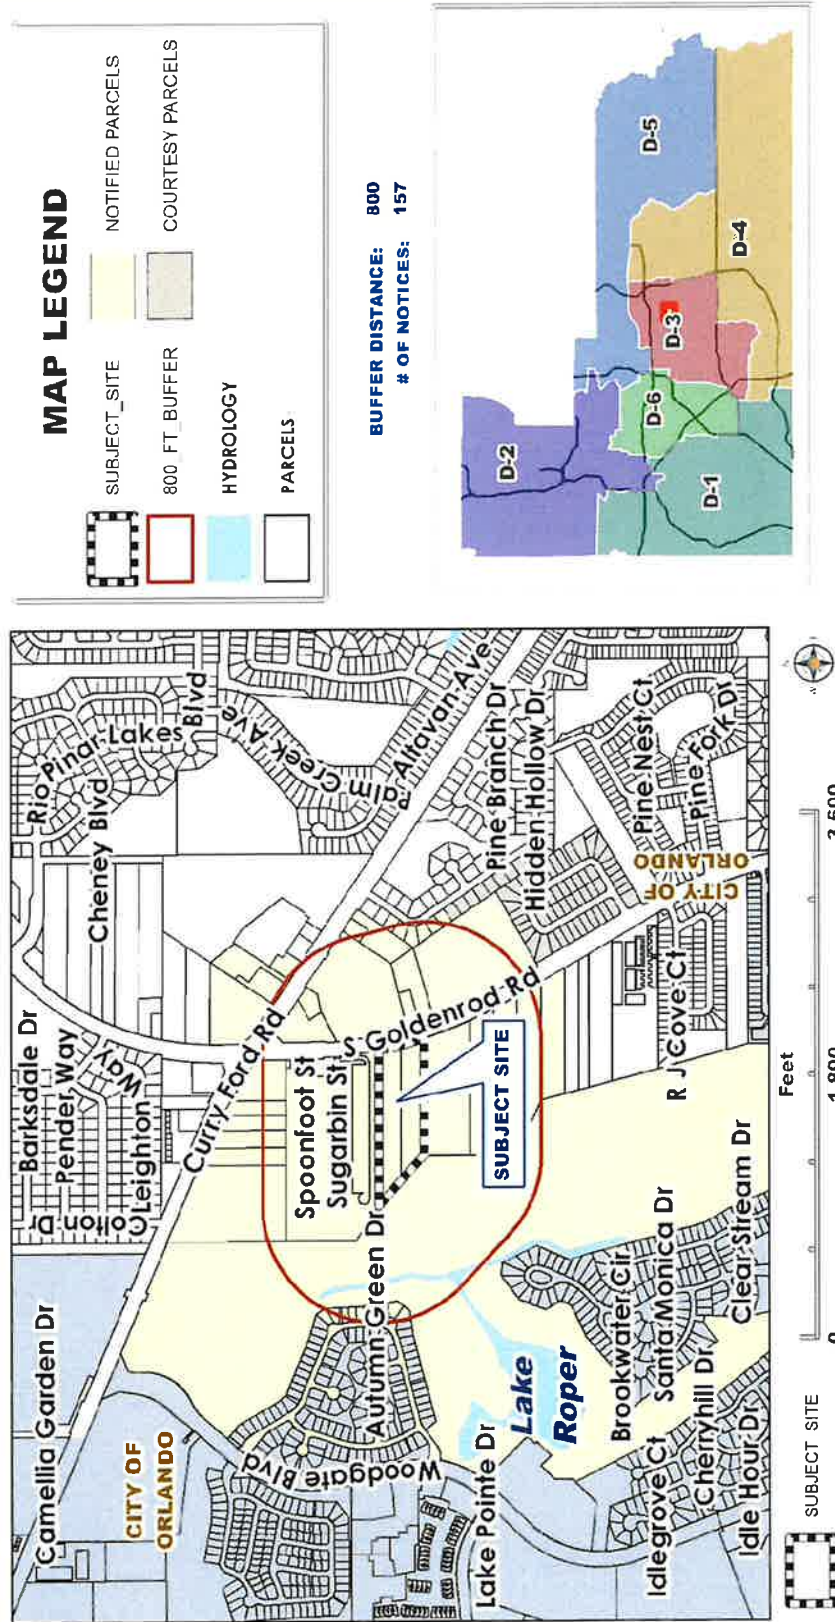 MAP LEGEND
SUBJECT_SITE
NOTIFIED PARCELS
800_FT_BUFFER
COURTESY PARCELS
HYDROLOGY
PARCELS
BUFFER DISTANCE: 800
# OF NOTICES: 157
D-2
D-5
D-6
D-3
D-4
D-1
Camellia Garden Dr
CITY OF
ORLANDO
Colton Dr
Barksdale Dr
Pender Way
Leighton Way
Cheney Blvd
Rio Pinar Lakes Blvd
Palm Creek Ave
Altavan Ave
Curry Ford Rd
Spoonfoot St
Sugarbin St
S Goldenrod Rd
Autumn Green Dr
Woodgate Blvd
SUBJECT SITE
Pine Branch Dr
Hidden Hollow Dr
Pine Nest Ct
Pine Fork Dr
CITY OF
ORLANDO
R J Cove Ct
Lake
Roper
Lake Pointe Dr
Brookwater Cir
Santa Monica Dr
Clear Stream Dr
Idlegrove Ct
Cherryhill Dr
Idle Hour Dr
SUBJECT SITE
Feet
0 1,800 3,600